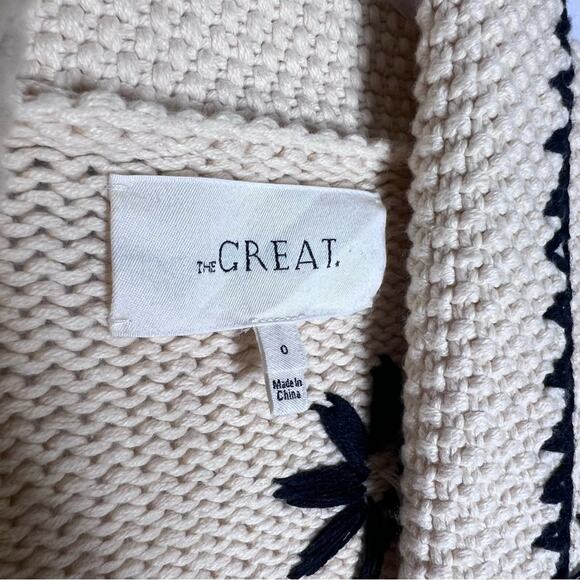 THE GREAT.
0
Made In
China